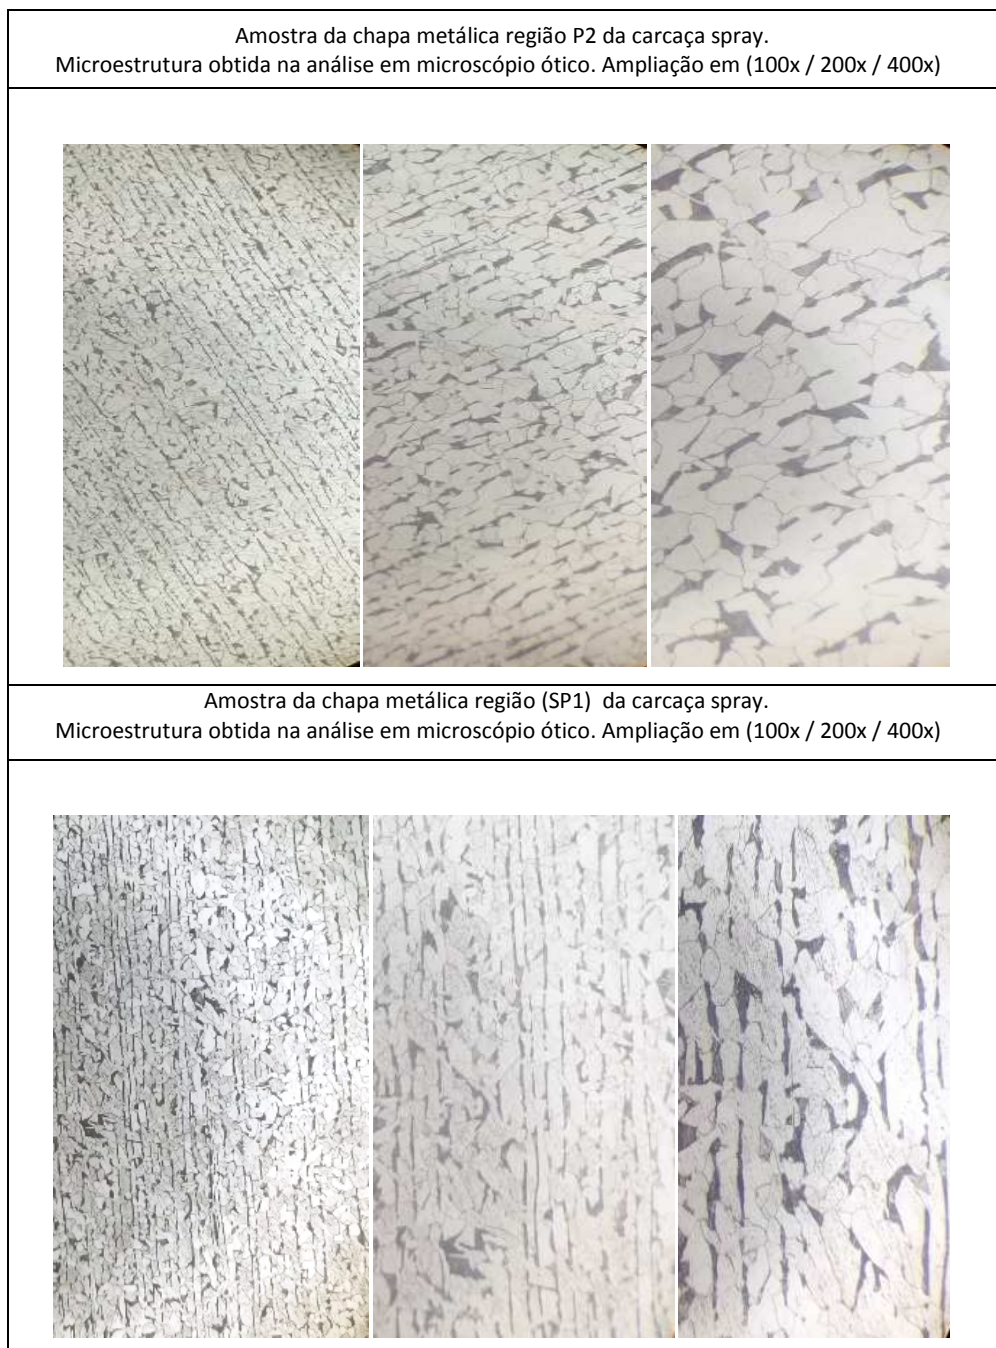 Amostra da chapa metálica região P2 da carcaça spray.
Microestrutura obtida na análise em microscópio ótico. Ampliação em (100x / 200x / 400x)
Amostra da chapa metálica região (SP1) da carcaça spray.
Microestrutura obtida na análise em microscópio ótico. Ampliação em (100x / 200x / 400x)